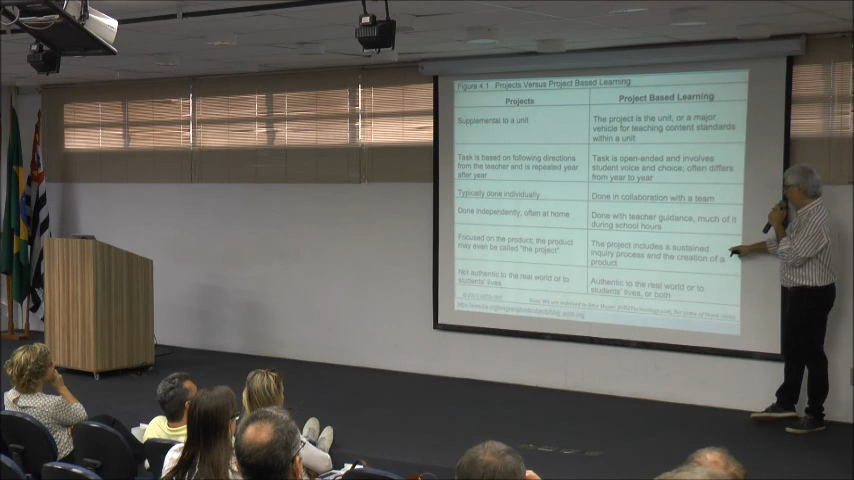 Figure 4.1 Projects Versus Project Based Learning
Projects
Project Based Learning
Supplemental to a unit
The project is the unit, or a major
vehicle for teaching content standards
within a unit
Task is based on following directions
from the teacher and is repeated year
after year
Task is open-ended and involves
student voice and choice; often differs
from year to year
Typically done individually
Done in collaboration with a team
Done independently, often at home
Done with teacher guidance, much of it
during school hours
Focused on the product; the product
may even be called "the project"
The project includes a sustained
inquiry process and the creation of a
product
Not authentic to the real world or to
students' lives
Authentic to the real world or to
students' lives, or both